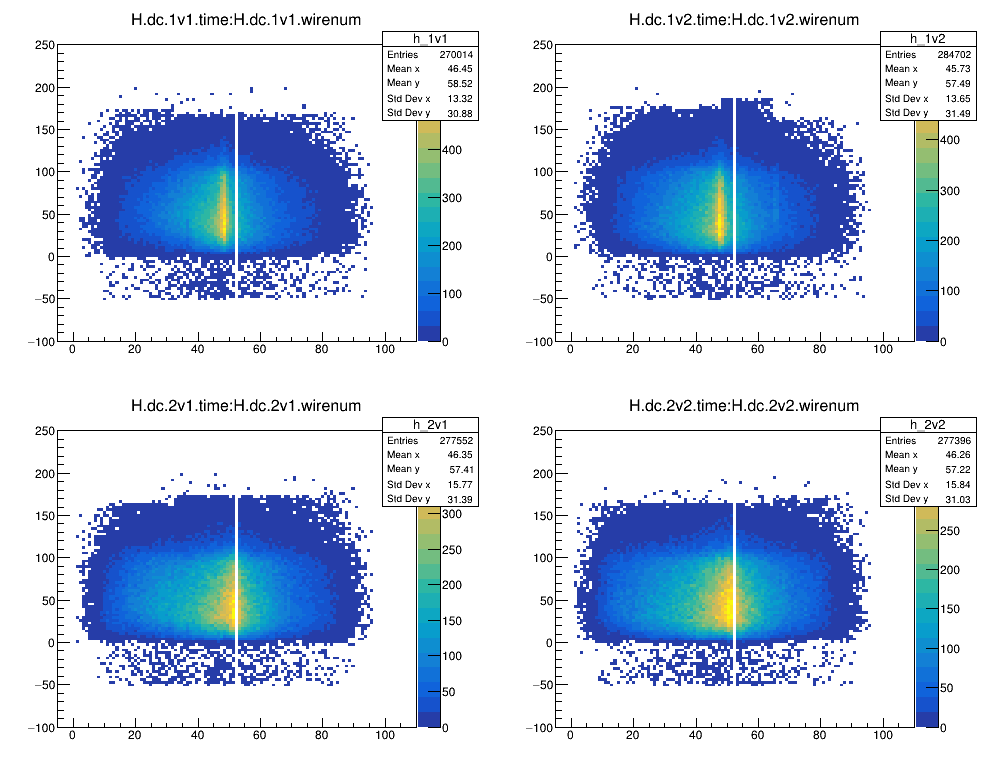 H.dc.1v1.time:H.dc.1v1.wirenum
h_1v1
Entries 270014
Mean x 46.45
Mean y 58.52
Std Dev x 13.32
Std Dev y 30.88
250
200
150
100
50
0
−50
−100
0 20 40 60 80 100
400
300
200
100
0
H.dc.1v2.time:H.dc.1v2.wirenum
h_1v2
Entries 284702
Mean x 45.73
Mean y 57.49
Std Dev x 13.65
Std Dev y 31.49
250
200
150
100
50
0
−50
−100
0 20 40 60 80 100
400
300
200
100
0
H.dc.2v1.time:H.dc.2v1.wirenum
h_2v1
Entries 277552
Mean x 46.35
Mean y 57.41
Std Dev x 15.77
Std Dev y 31.39
250
200
150
100
50
0
−50
−100
0 20 40 60 80 100
300
250
200
150
100
50
0
H.dc.2v2.time:H.dc.2v2.wirenum
h_2v2
Entries 277396
Mean x 46.26
Mean y 57.22
Std Dev x 15.84
Std Dev y 31.03
250
200
150
100
50
0
−50
−100
0 20 40 60 80 100
250
200
150
100
50
0